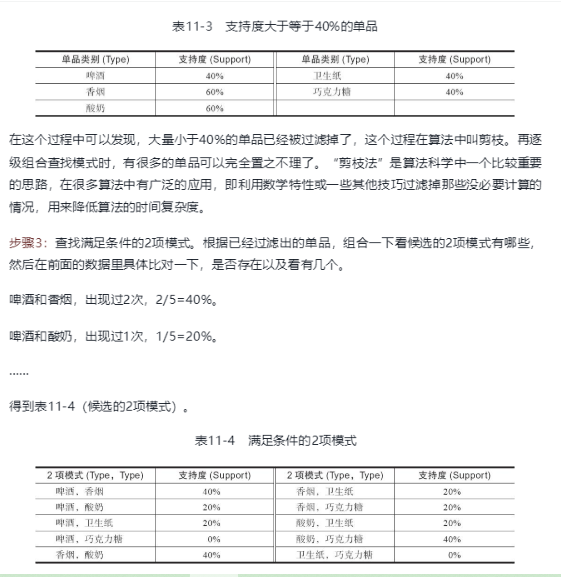 表11-3 支持度大于等于40%的单品
单品类别 (Type) 支持度 (Support) 单品类别 (Type) 支持度 (Support)
啤酒 40% 卫生纸 40%
香烟 60% 巧克力糖 40%
酸奶 60%
在这个过程中可以发现，大量小于40%的单品已经被过滤掉了，这个过程在算法中叫剪枝。再逐
级组合查找模式时，有很多的单品可以完全置之不理了。“剪枝法”是算法科学中一个比较重要
的思路，在很多算法中有广泛的应用，即利用数学特性或一些其他技巧过滤掉那些没必要计算的
情况，用来降低算法的时间复杂度。
步骤3：查找满足条件的2项模式。根据已经过滤出的单品，组合一下看候选的2项模式有哪些，
然后在前面的数据里具体比对一下，是否存在以及看有几个。
啤酒和香烟，出现过2次，2/5=40%。
啤酒和酸奶，出现过1次，1/5=20%。
......
得到表11-4（候选的2项模式）。
表11-4 满足条件的2项模式
2 项模式 (Type，Type) 支持度 (Support) 2 项模式 (Type，Type) 支持度 (Support)
啤酒，香烟 40% 香烟，卫生纸 20%
啤酒，酸奶 20% 香烟，巧克力糖 20%
啤酒，卫生纸 20% 酸奶，卫生纸 20%
啤酒，巧克力糖 0% 酸奶，巧克力糖 40%
香烟，酸奶 40% 卫生纸，巧克力糖 0%